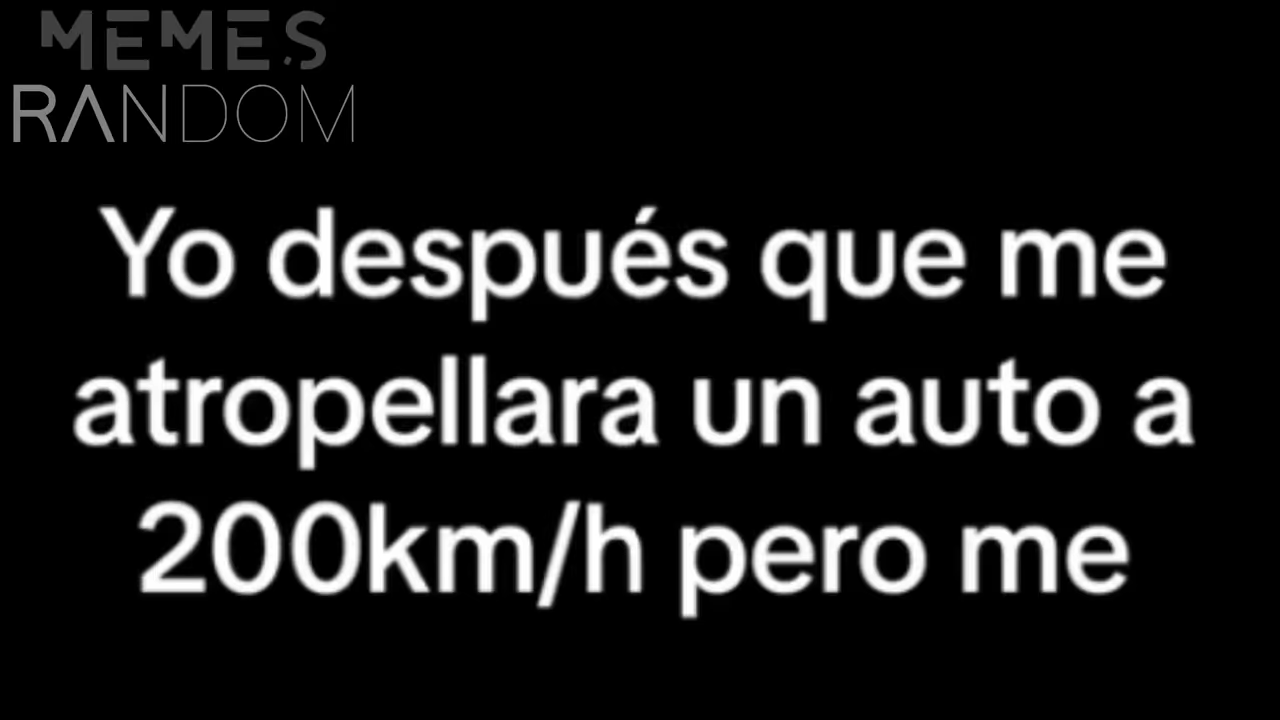 MEMES
RANDOM
Yo después que me
atropellara un auto a
200km/h pero me